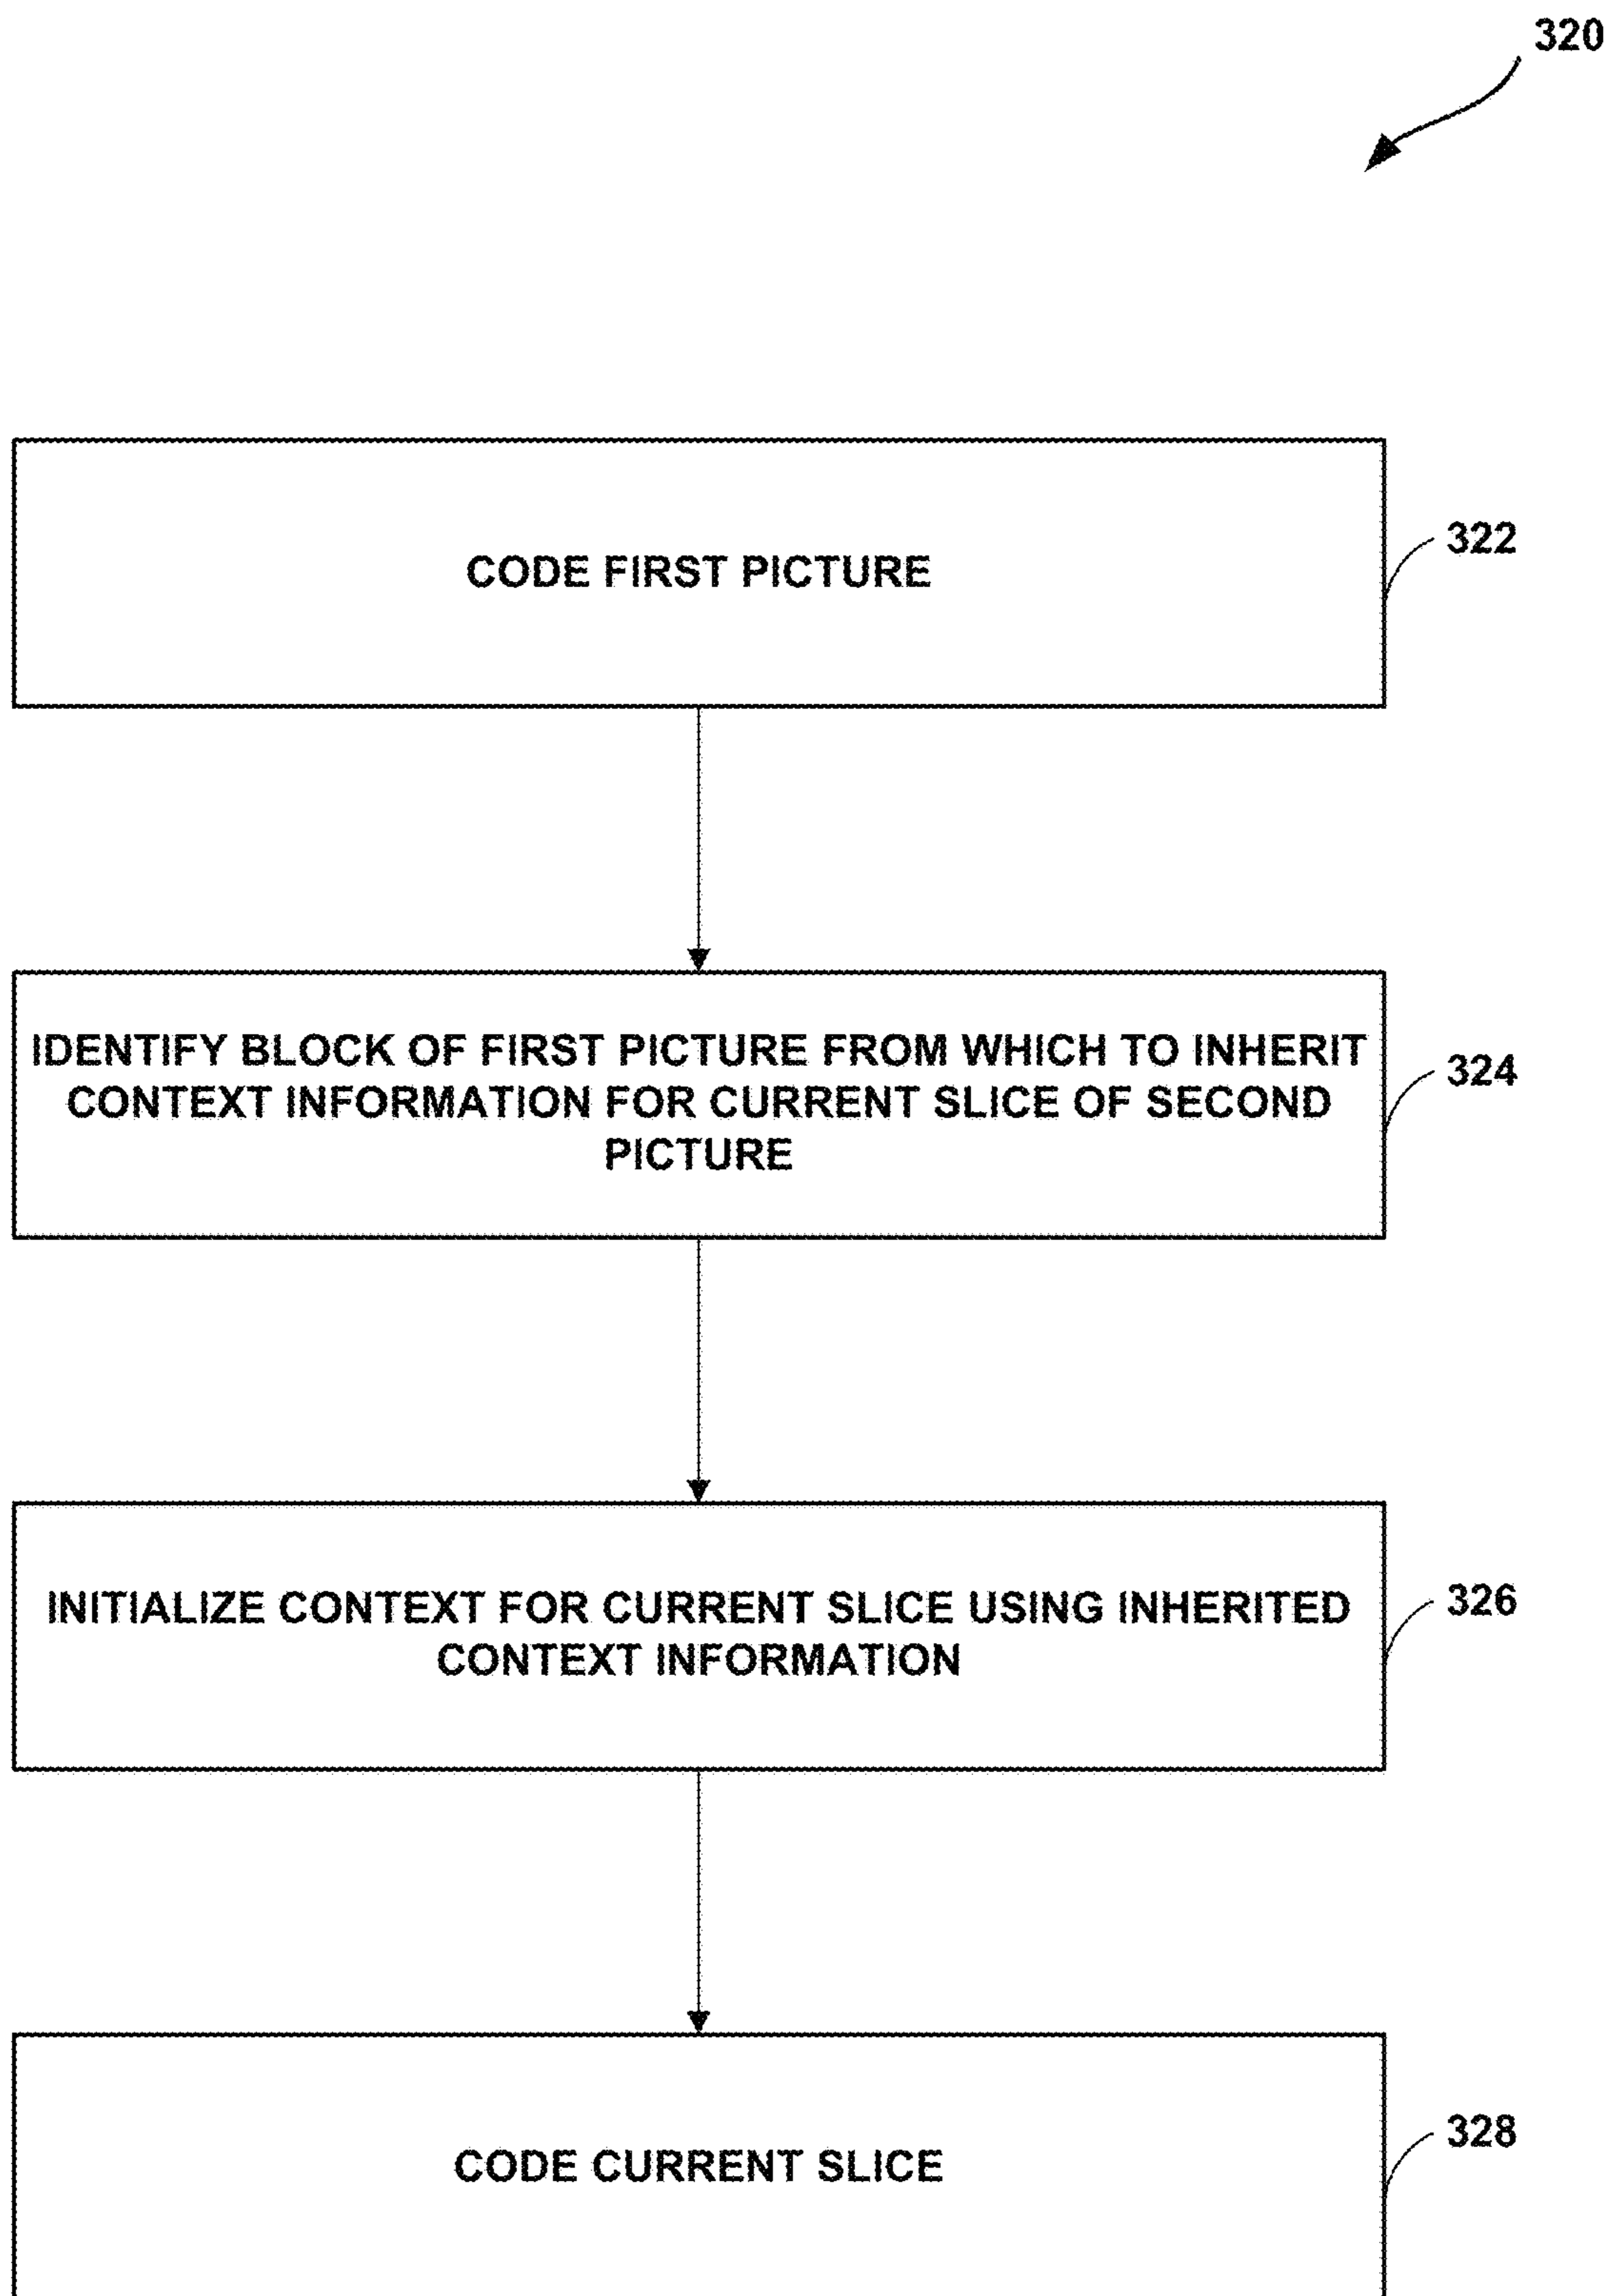 320
CODE FIRST PICTURE
322
IDENTIFY BLOCK OF FIRST PICTURE FROM WHICH TO INHERIT
CONTEXT INFORMATION FOR CURRENT SLICE OF SECOND
PICTURE
324
INITIALIZE CONTEXT FOR CURRENT SLICE USING INHERITED
CONTEXT INFORMATION
326
CODE CURRENT SLICE
328